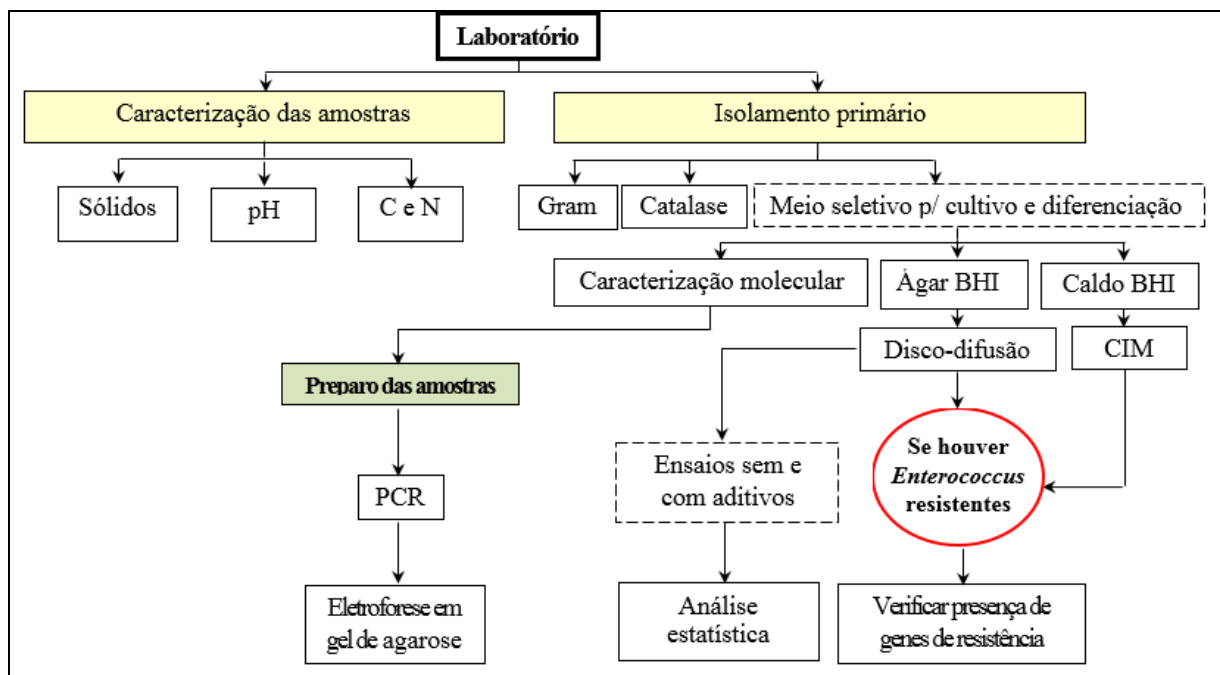 Laboratório
Caracterização das amostras
Isolamento primário
Sólidos
pH
C e N
Gram
Catalase
Meio seletivo p/ cultivo e diferenciação
Caracterização molecular
Ágar BHI
Caldo BHI
Disco-difusão
CIM
Preparo das amostras
Se houver
Enterococcus
resistentes
Ensaios sem e
com aditivos
PCR
Eletroforese em
gel de agarose
Análise
estatística
Verificar presença de
genes de resistência